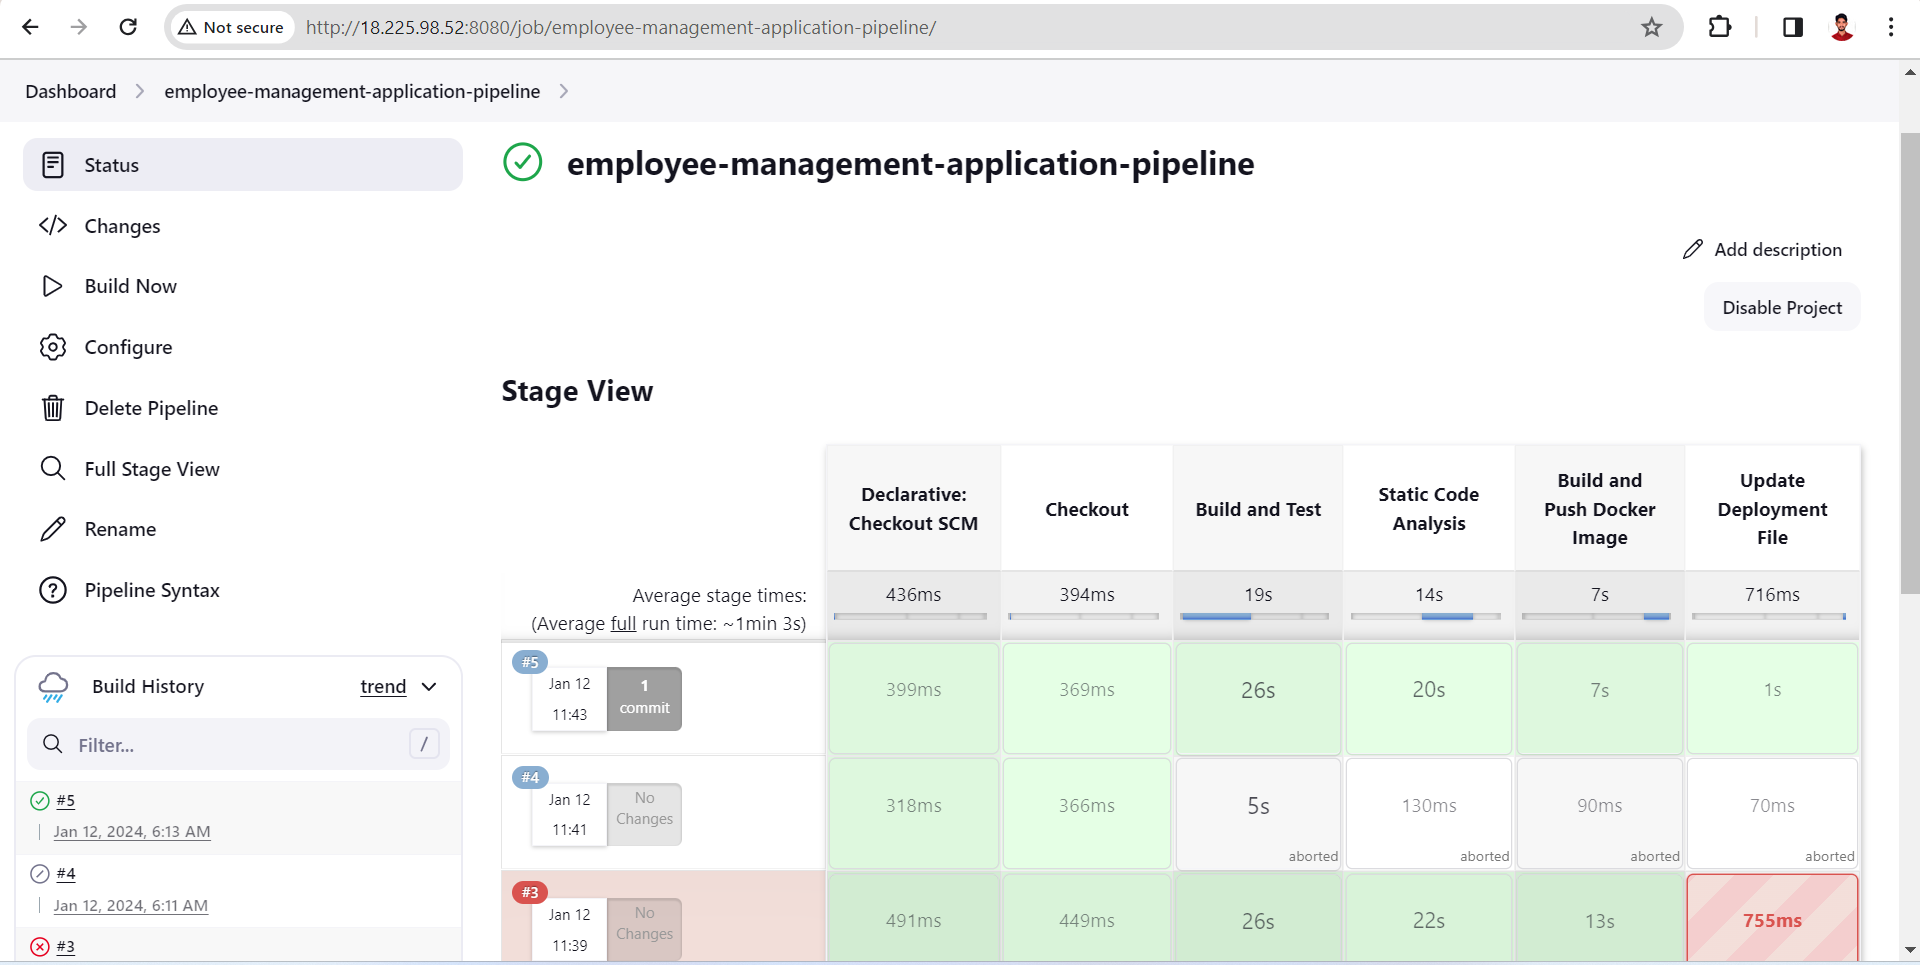 Not secure
http://18.225.98.52:8080/job/employee-management-application-pipeline/
Dashboard
employee-management-application-pipeline
Status
Changes
Build Now
Configure
Delete Pipeline
Full Stage View
Rename
Pipeline Syntax
Build History
trend
Filter...
/
#5
Jan 12, 2024, 6:13 AM
#4
Jan 12, 2024, 6:11 AM
#3
employee-management-application-pipeline
Add description
Disable Project
Stage View
Declarative:
Checkout SCM
Checkout
Build and Test
Static Code
Analysis
Build and
Push Docker
Image
Update
Deployment
File
Average stage times:
(Average full run time: ~1min 3s)
436ms
394ms
19s
14s
7s
716ms
#5
Jan 12
11:43
1
commit
399ms
369ms
26s
20s
7s
1s
#4
Jan 12
11:41
No
Changes
318ms
366ms
5s
aborted
130ms
aborted
90ms
aborted
70ms
aborted
#3
Jan 12
11:39
No
Changes
491ms
449ms
26s
22s
13s
755ms